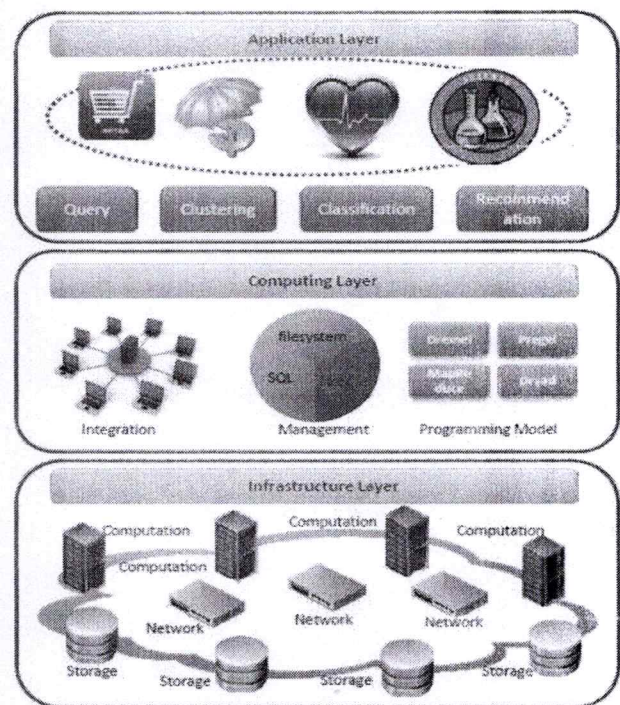 Application Layer
Query
Clustering
Classification
Recommend
ation
Computing Layer
filesystem
SQL
Integration
Management
Programming Model
Dremel
Pregel
MapRe
duce
Dryad
Infrastructure Layer
Computation
Computation
Computation
Computation
Network
Network
Network
Storage
Storage
Storage
Storage